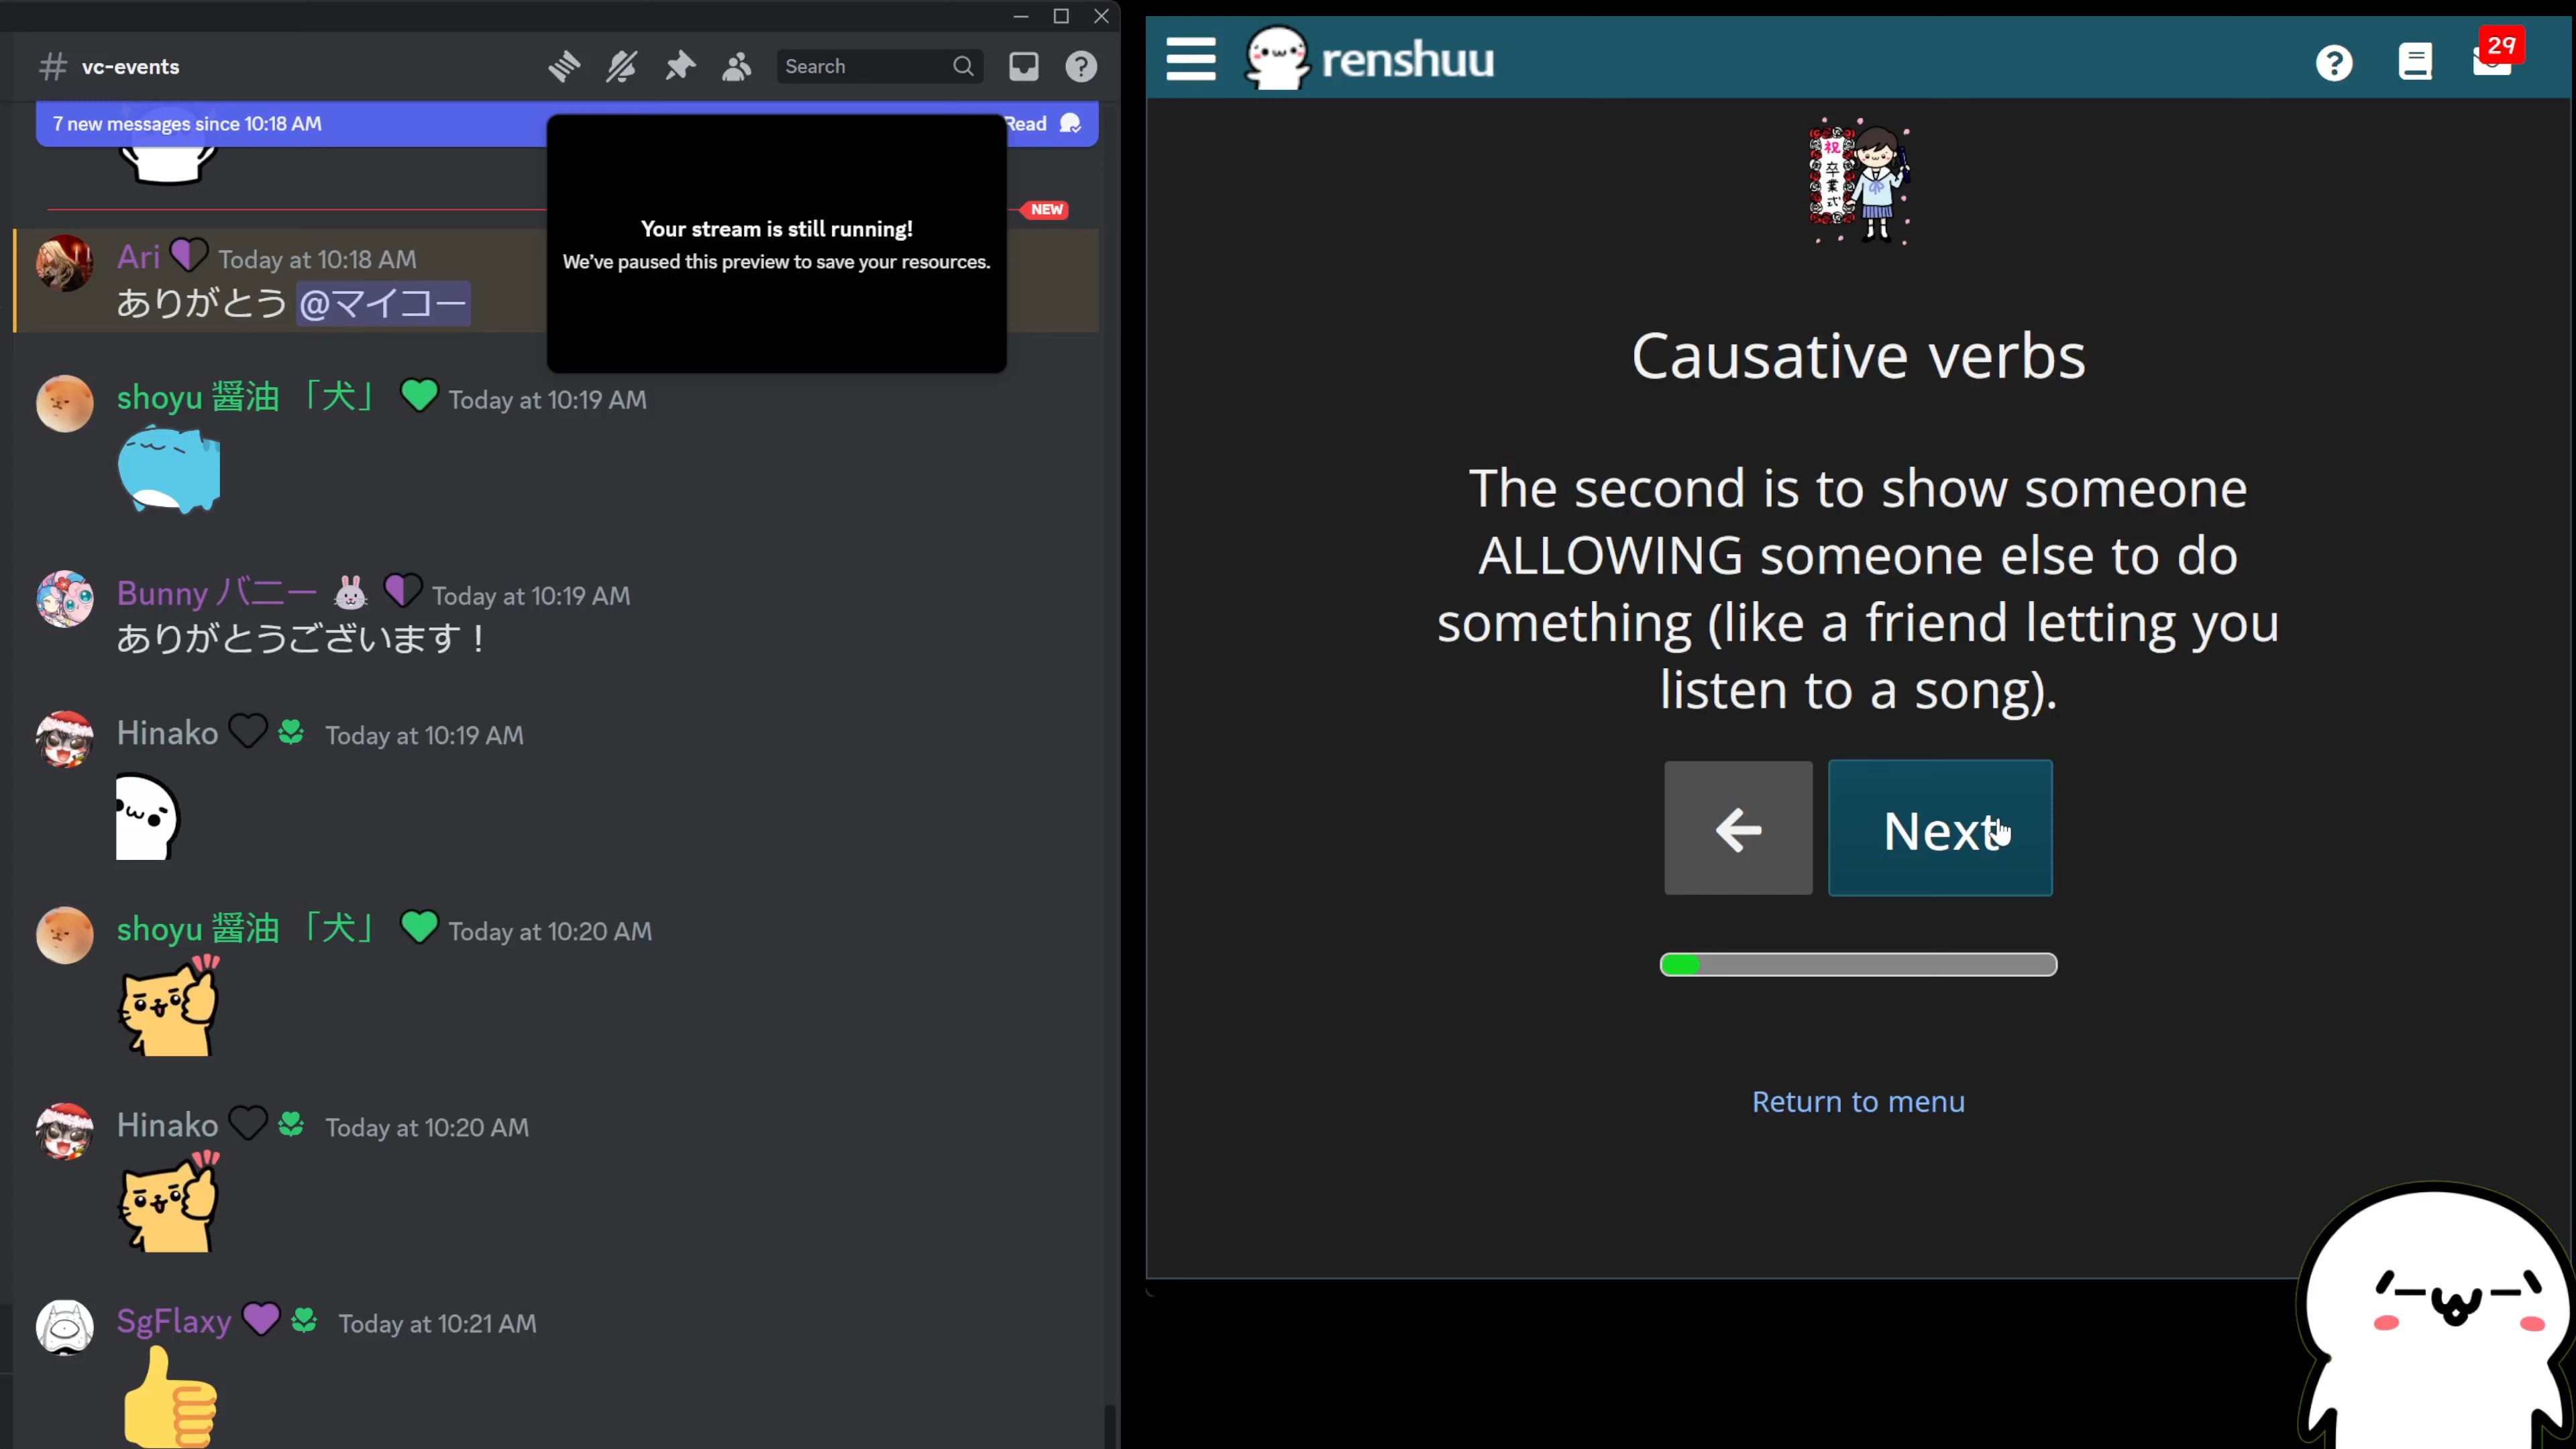 vc-events
Search
7 new messages since 10:18 AM
Read
NEW
Your stream is still running!
We've paused this preview to save your resources.
Ari Today at 10:18 AM
ありがとう @マイコー
shoyu 醤油 「犬」 Today at 10:19 AM
Bunny バニー Today at 10:19 AM
ありがとうございます！
Hinako Today at 10:19 AM
shoyu 醤油 「犬」 Today at 10:20 AM
Hinako Today at 10:20 AM
SgFlaxy Today at 10:21 AM
renshuu
29
祝
卒業式
Causative verbs
The second is to show someone
ALLOWING someone else to do
something (like a friend letting you
listen to a song).
Next
Return to menu